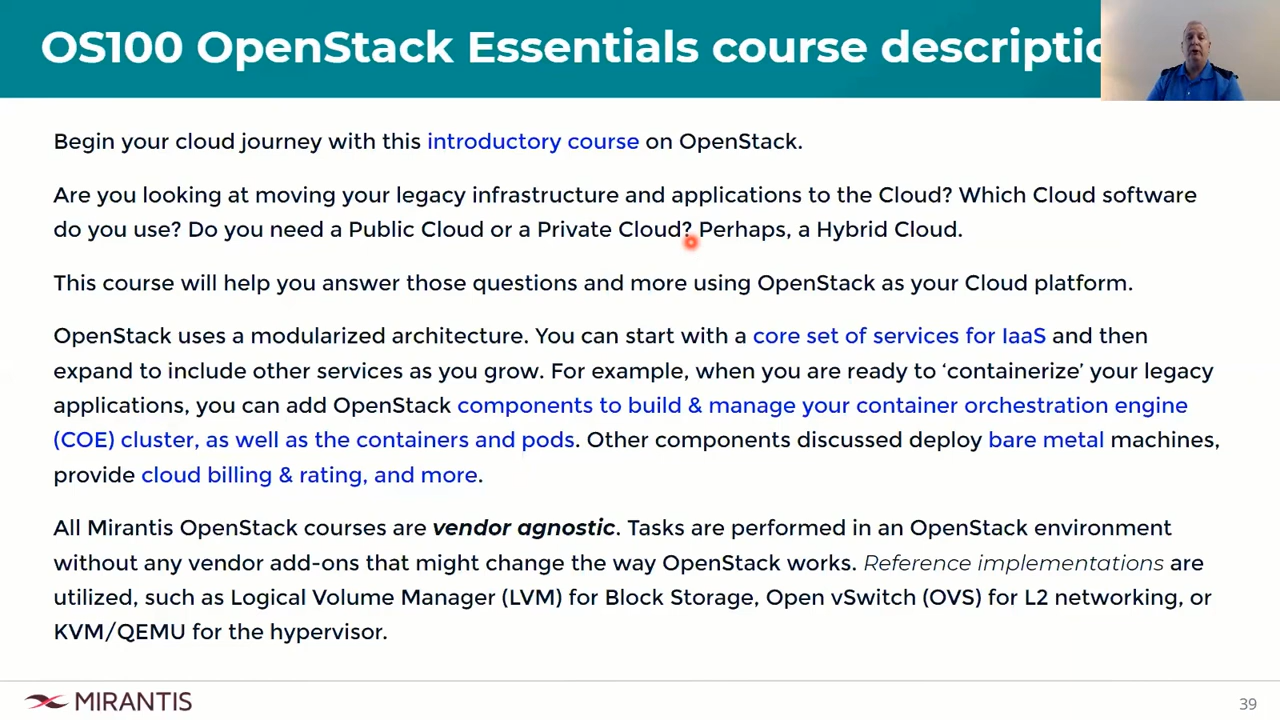 OS100 OpenStack Essentials course descriptio
Begin your cloud journey with this introductory course on OpenStack.
Are you looking at moving your legacy infrastructure and applications to the Cloud? Which Cloud software
do you use? Do you need a Public Cloud or a Private Cloud? Perhaps, a Hybrid Cloud.
This course will help you answer those questions and more using OpenStack as your Cloud platform.
OpenStack uses a modularized architecture. You can start with a core set of services for IaaS and then
expand to include other services as you grow. For example, when you are ready to ‘containerize’ your legacy
applications, you can add OpenStack components to build & manage your container orchestration engine
(COE) cluster, as well as the containers and pods. Other components discussed deploy bare metal machines,
provide cloud billing & rating, and more.
All Mirantis OpenStack courses are vendor agnostic. Tasks are performed in an OpenStack environment
without any vendor add-ons that might change the way OpenStack works. Reference implementations are
utilized, such as Logical Volume Manager (LVM) for Block Storage, Open vSwitch (OVS) for L2 networking, or
KVM/QEMU for the hypervisor.
MIRANTIS
39